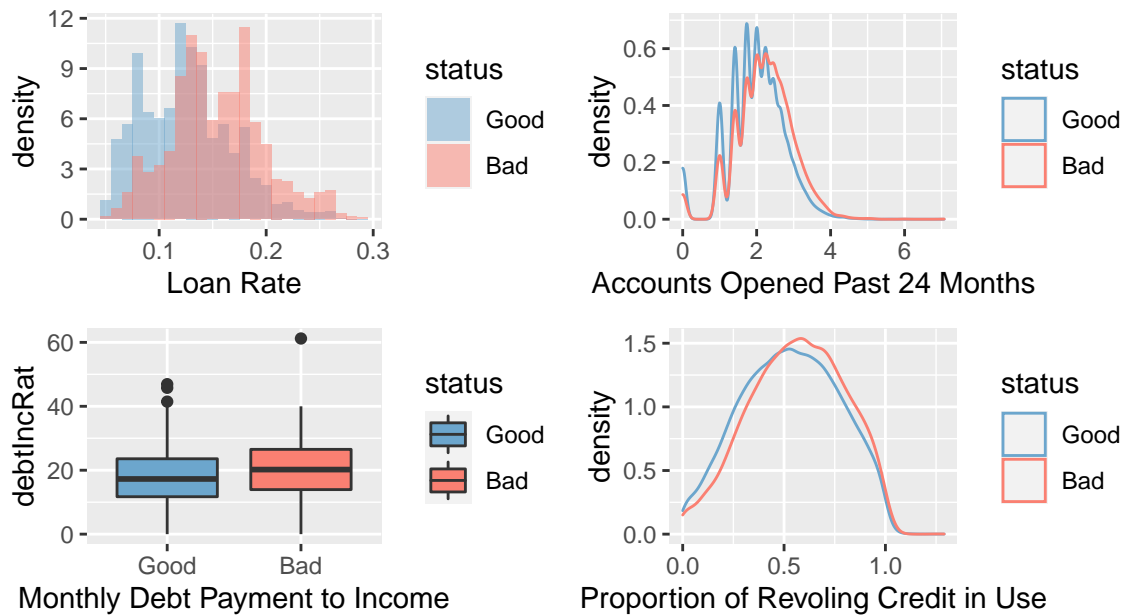 12
9
6
3
0
density
0.1
0.2
0.3
Loan Rate
status
Good
Bad
0.6
0.4
0.2
0.0
density
0
2
4
6
Accounts Opened Past 24 Months
status
Good
Bad
60
40
20
0
debtIncRat
Good
Bad
Monthly Debt Payment to Income
status
Good
Bad
1.5
1.0
0.5
0.0
density
0.0
0.5
1.0
Proportion of Revoling Credit in Use
status
Good
Bad